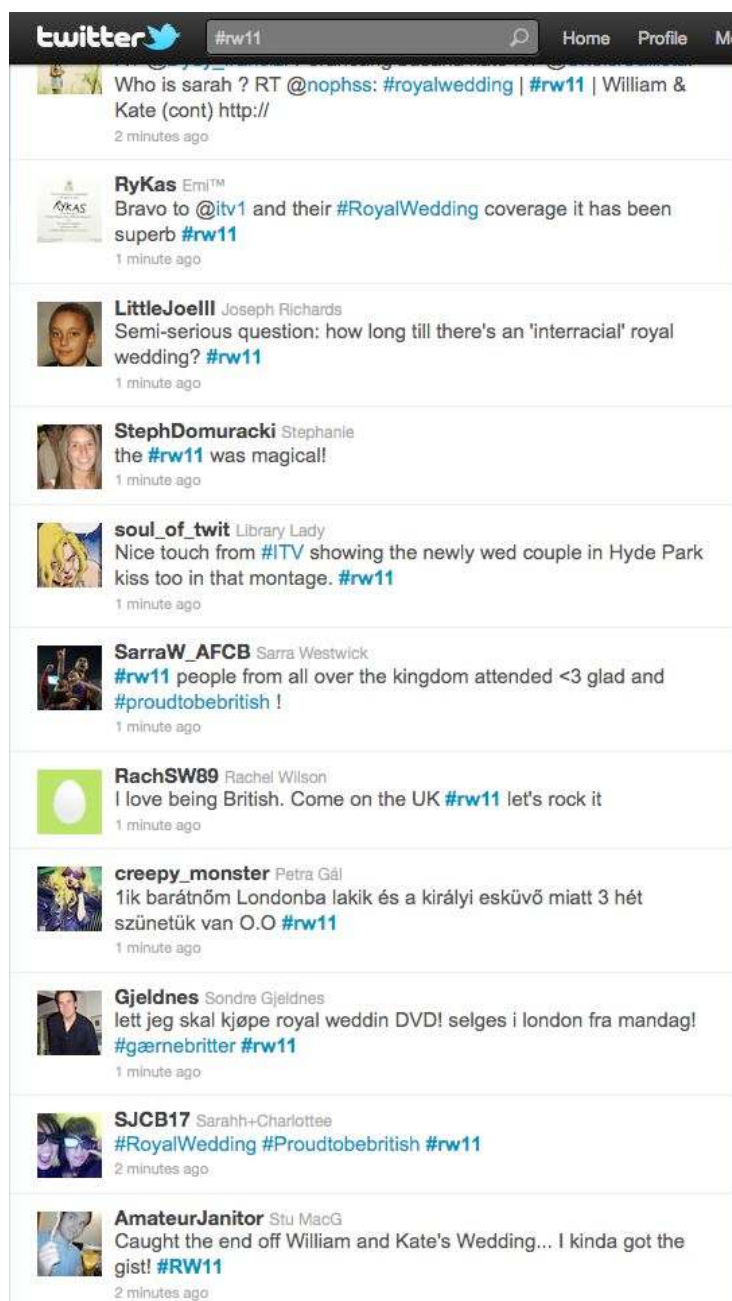 twitter #rw11 Home Profile
Who is sarah ? RT @nophss: #royalwedding | #rw11 | William &
Kate (cont) http://
2 minutes ago
RyKas Emi™
RYKAS
Bravo to @itv1 and their #RoyalWedding coverage it has been
superb #rw11
1 minute ago
LittleJoeIII Joseph Richards
Semi-serious question: how long till there's an 'interracial' royal
wedding? #rw11
1 minute ago
StephDomuracki Stephanie
the #rw11 was magical!
1 minute ago
soul_of_twit Library Lady
Nice touch from #ITV showing the newly wed couple in Hyde Park
kiss too in that montage. #rw11
1 minute ago
SarraW_AFCB Sarra Westwick
#rw11 people from all over the kingdom attended <3 glad and
#proudtobebritish !
1 minute ago
RachSW89 Rachel Wilson
I love being British. Come on the UK #rw11 let's rock it
1 minute ago
creepy_monster Petra Gál
1ik barátnőm Londonba lakik és a királyi esküvő miatt 3 hét
szünetük van O.O #rw11
1 minute ago
Gjeldnes Sondre Gjeldnes
lett jeg skal kjøpe royal weddin DVD! selges i london fra mandag!
#gærnebritter #rw11
1 minute ago
SJCB17 Sarahh+Charlottee
#RoyalWedding #Proudtobebritish #rw11
2 minutes ago
AmateurJanitor Stu MacG
Caught the end off William and Kate's Wedding... I kinda got the
gist! #RW11
2 minutes ago